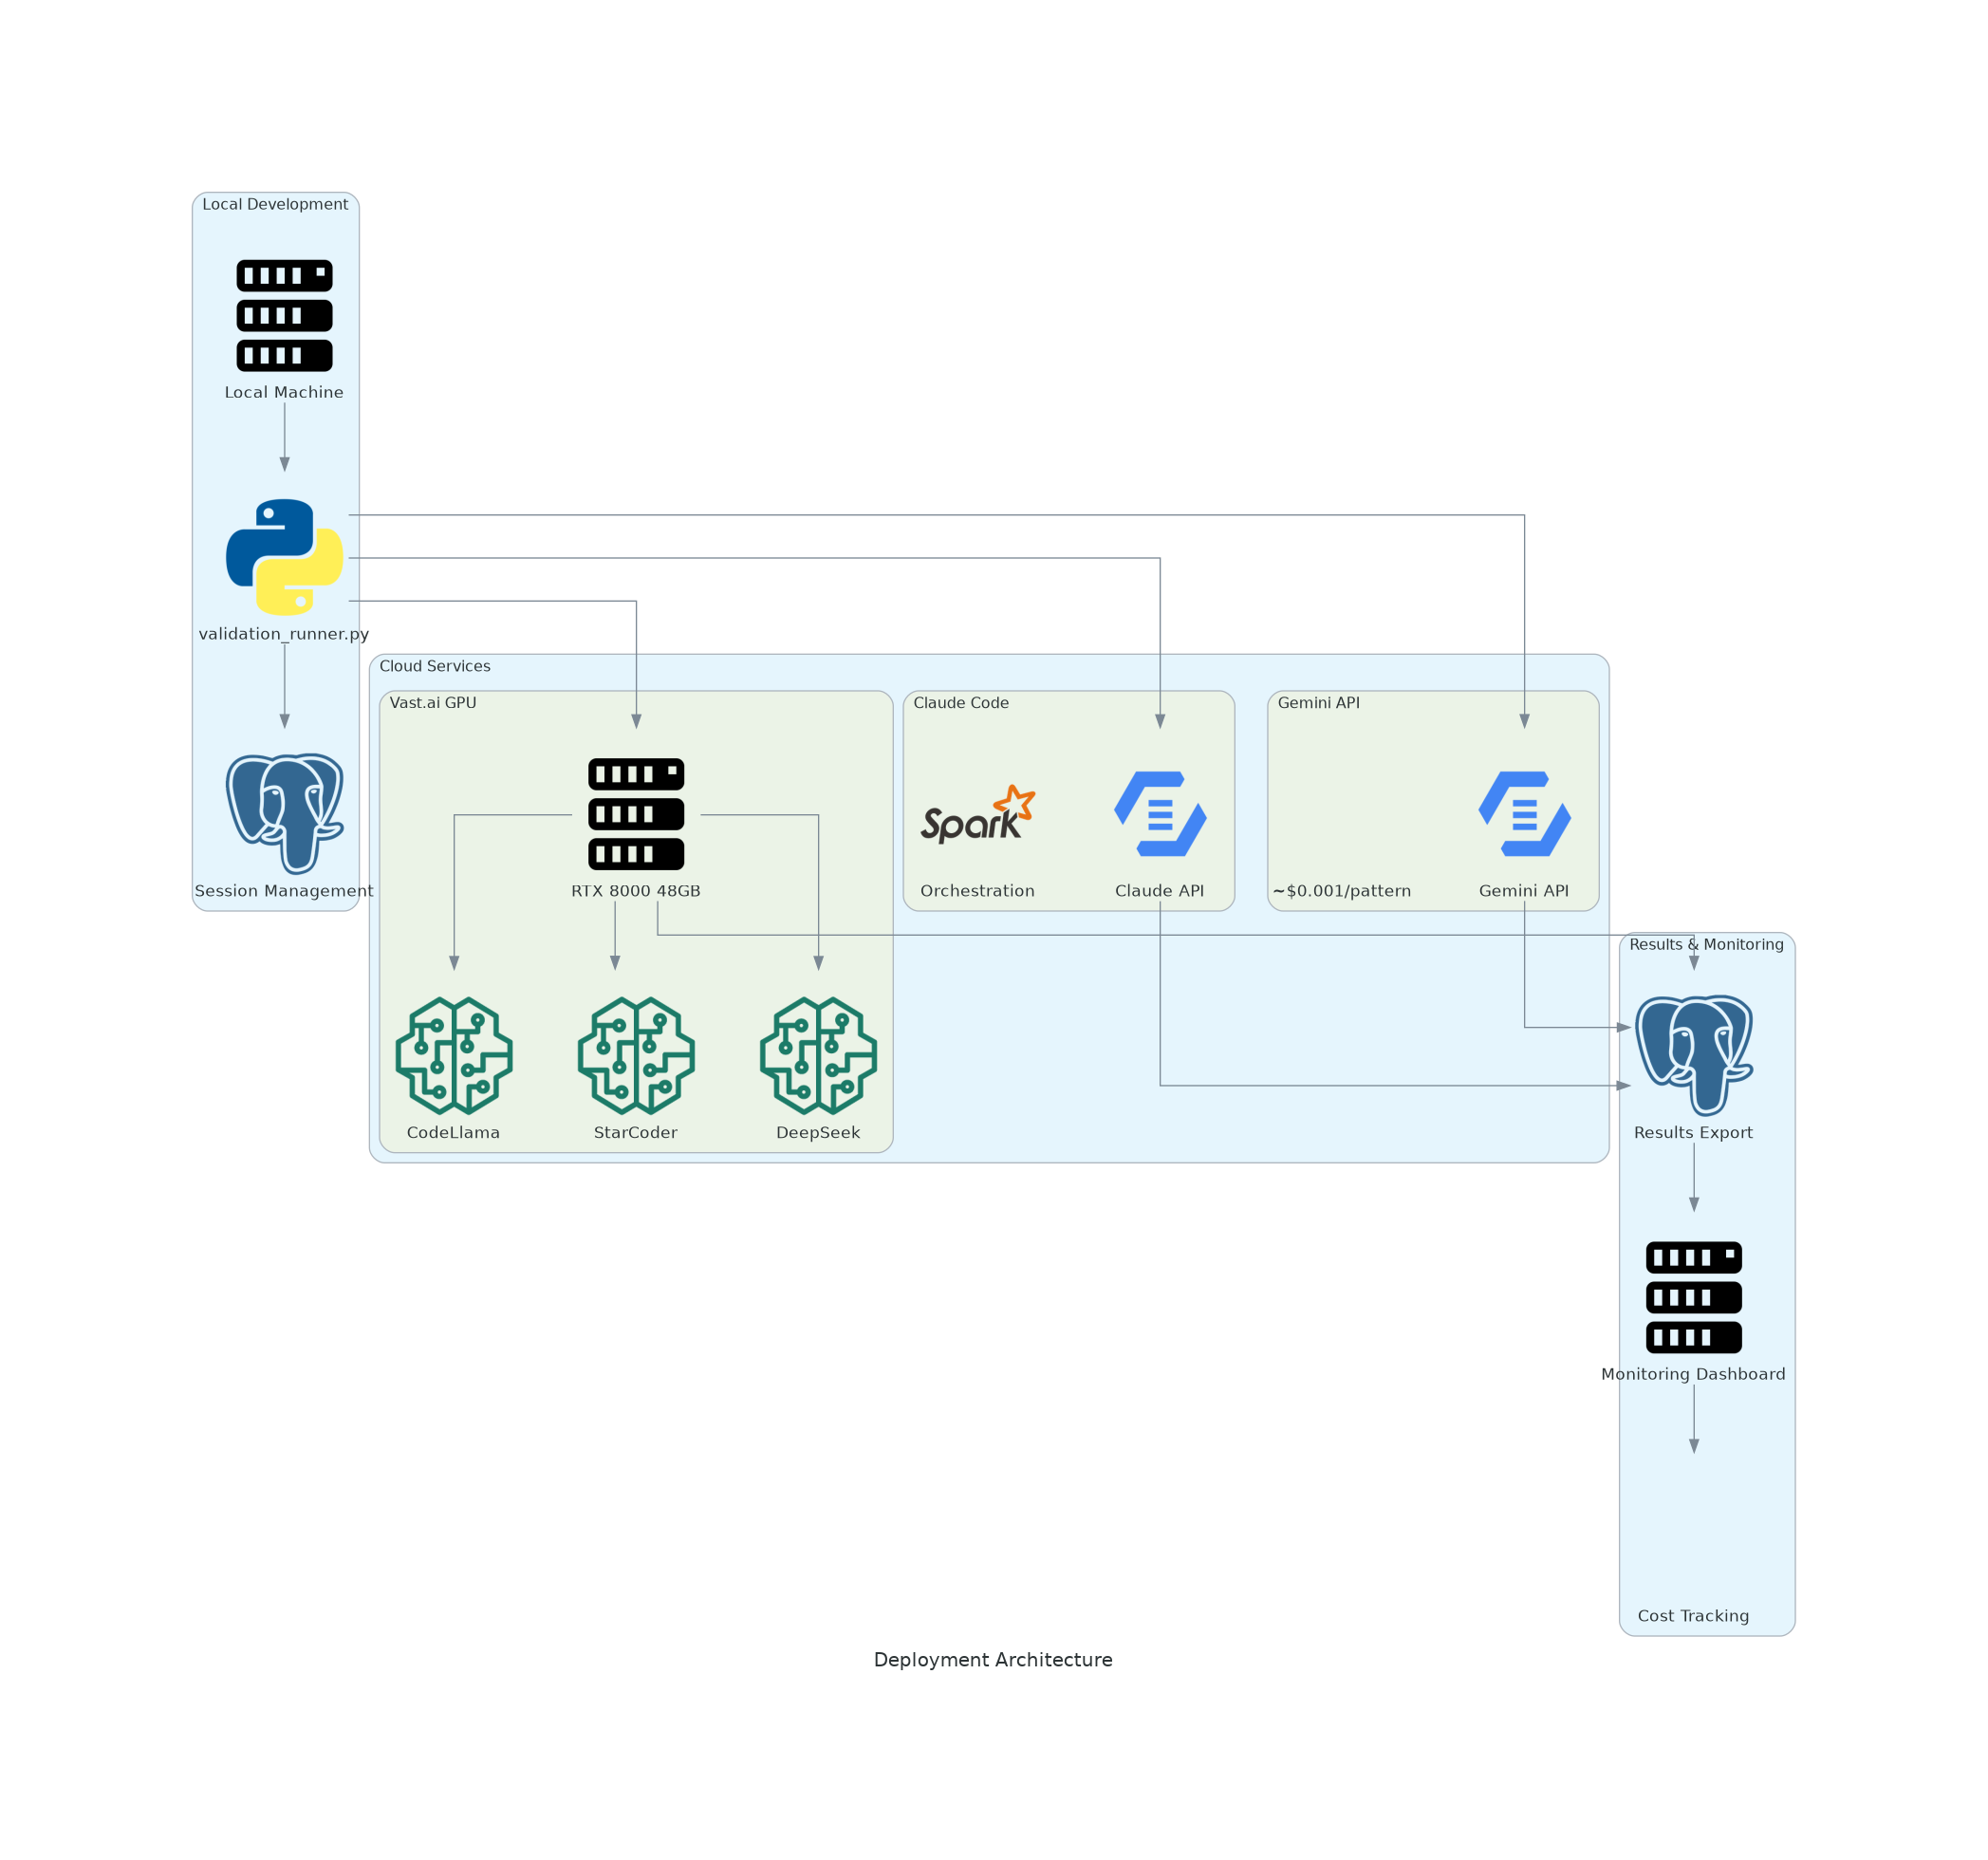 Local Development
Local Machine
validation_runner.py
Session Management
Cloud Services
Vast.ai GPU
RTX 8000 48GB
CodeLlama
StarCoder
DeepSeek
Claude Code
Spark
Orchestration
Claude API
Gemini API
~$0.001/pattern
Gemini API
Results & Monitoring
Results Export
Monitoring Dashboard
Cost Tracking
Deployment Architecture